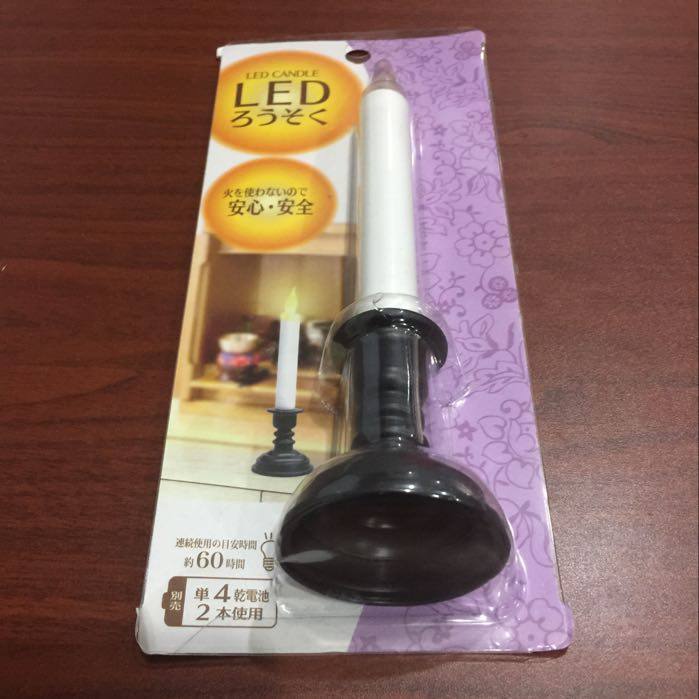 LED CANDLE
LED
ろうそく
火を使わないので
安心・安全
連続使用の目安時間
約60時間
別売
単4乾電池
2本使用